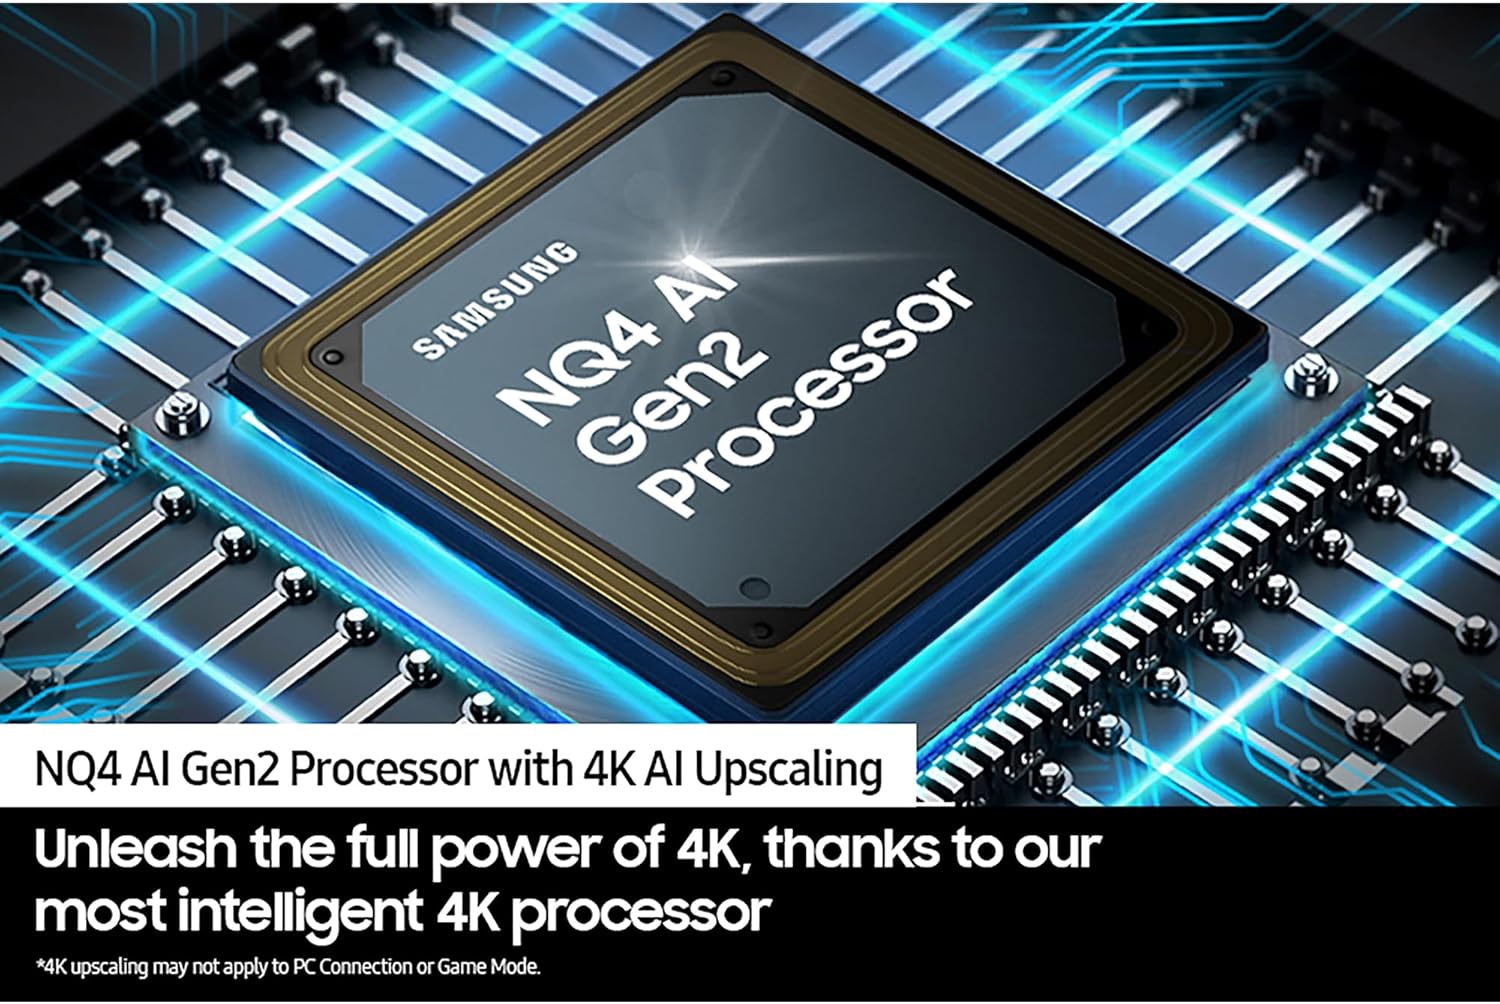 SAMSUNG
NQ4 AI
Gen2
Processor
NQ4 AI Gen2 Processor with 4K AI Upscaling
Unleash the full power of 4K, thanks to our
most intelligent 4K processor
*4K upscaling may not apply to PC Connection or Game Mode.